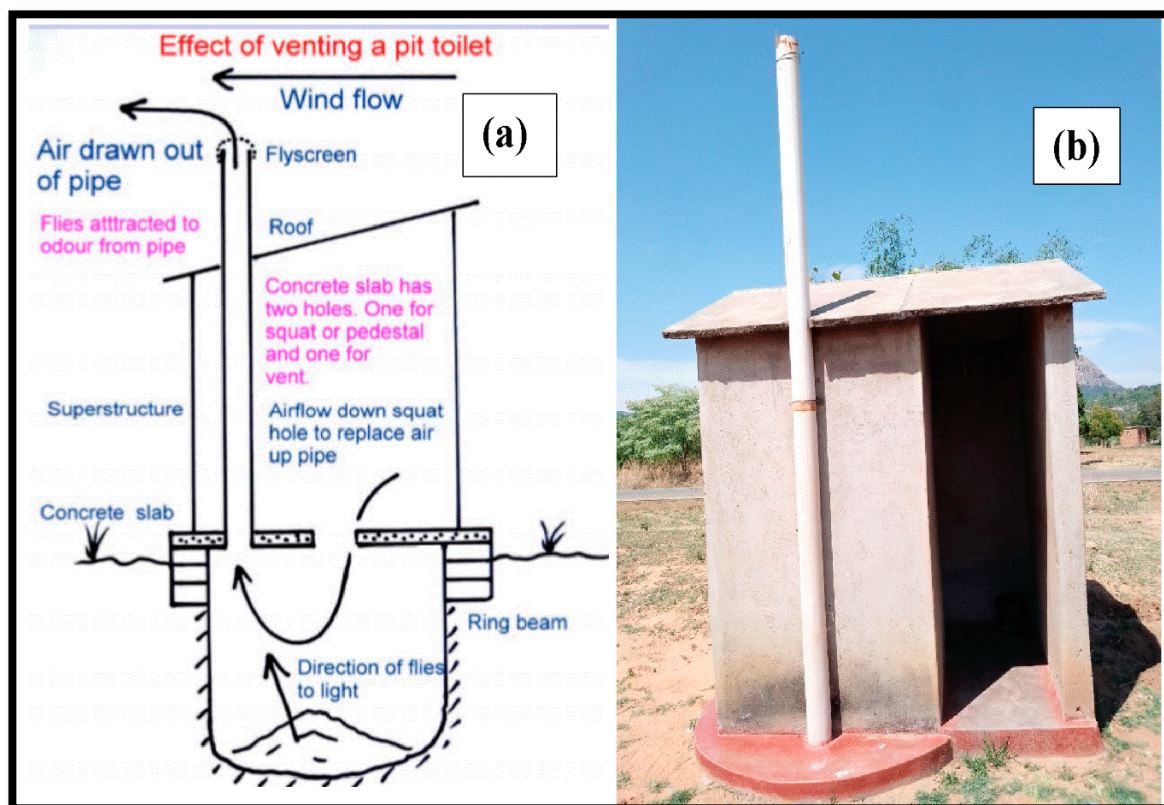 Effect of venting a pit toilet
Wind flow
(a)
Air drawn out
of pipe
Flyscreen
Flies atttracted to
odour from pipe
Roof
Concrete slab has
two holes. One for
squat or pedestal
and one for
vent.
Superstructure
Airflow down squat
hole to replace air
up pipe
Concrete slab
Ring beam
Direction of flies
to light
(b)